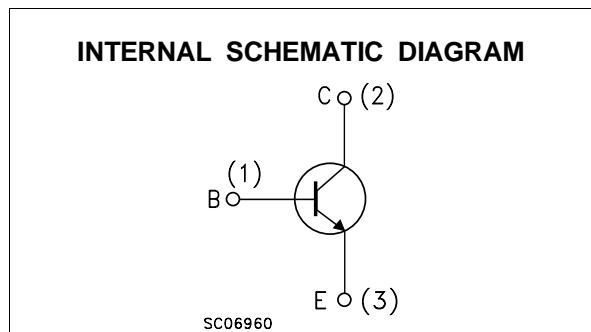 INTERNAL SCHEMATIC DIAGRAM
C (2)
(1)
B
E (3)
SC06960